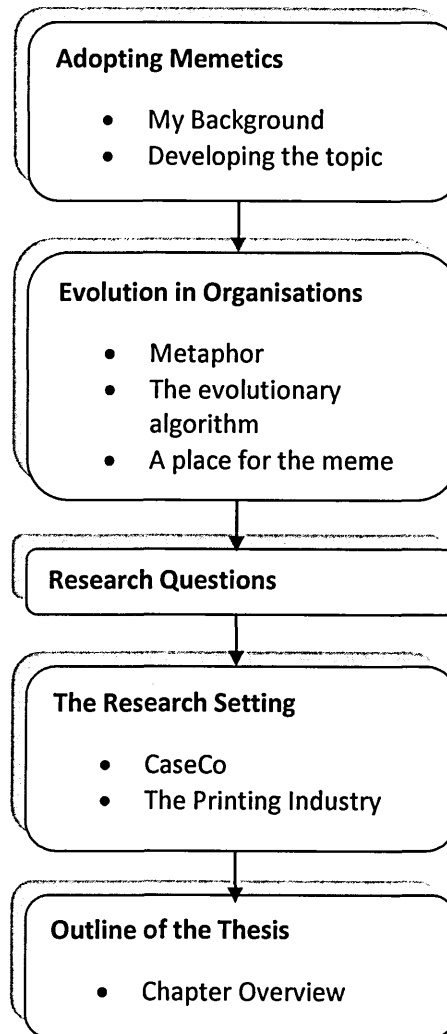 Adopting Memetics
• My Background
• Developing the topic
Evolution in Organisations
• Metaphor
• The evolutionary
algorithm
• A place for the meme
Research Questions
The Research Setting
• CaseCo
• The Printing Industry
Outline of the Thesis
• Chapter Overview